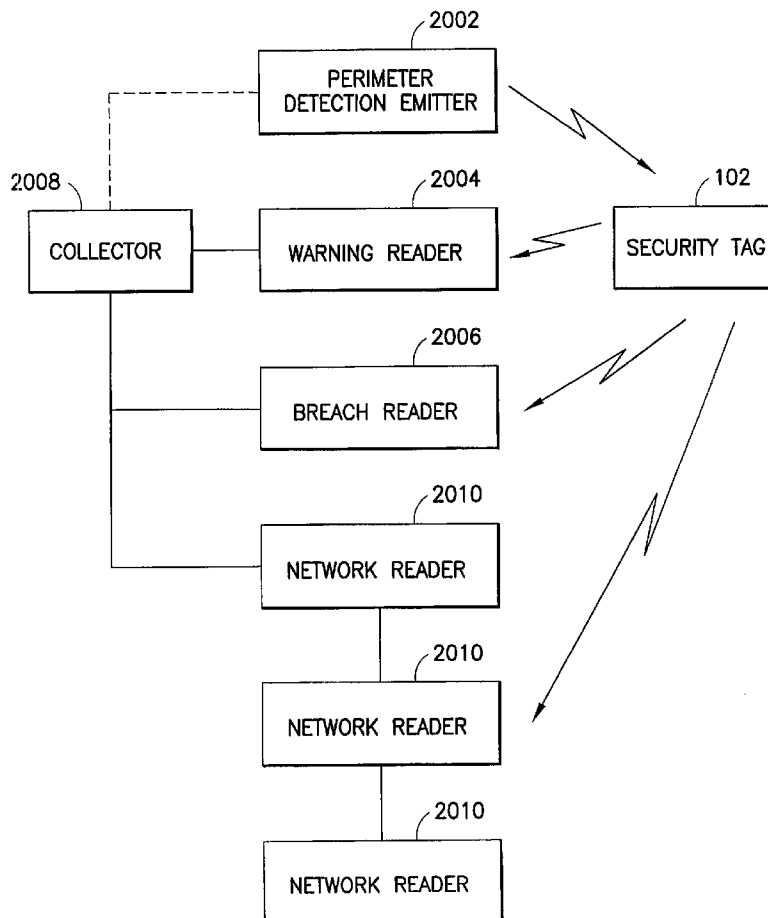 2002
PERIMETER
DETECTION EMITTER
2008
COLLECTOR
2004
WARNING READER
102
SECURITY TAG
2006
BREACH READER
2010
NETWORK READER
2010
NETWORK READER
2010
NETWORK READER